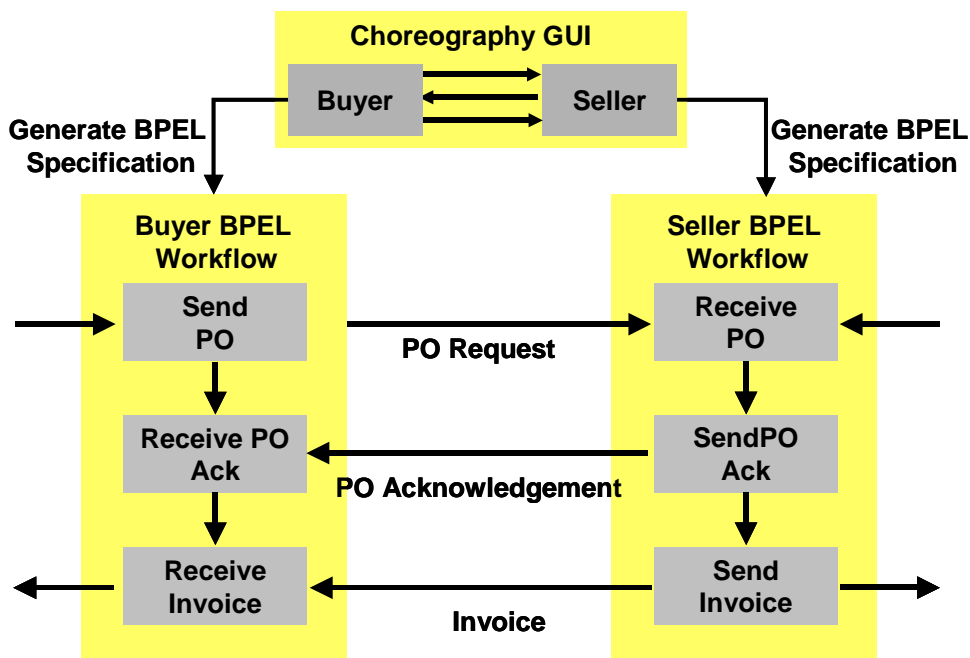 Choreography GUI
Buyer
Seller
Generate BPEL
Specification
Generate BPEL
Specification
Buyer BPEL
Workflow
Seller BPEL
Workflow
Send
PO
Receive
PO
PO Request
Receive PO
Ack
SendPO
Ack
PO Acknowledgement
Receive
Invoice
Send
Invoice
Invoice